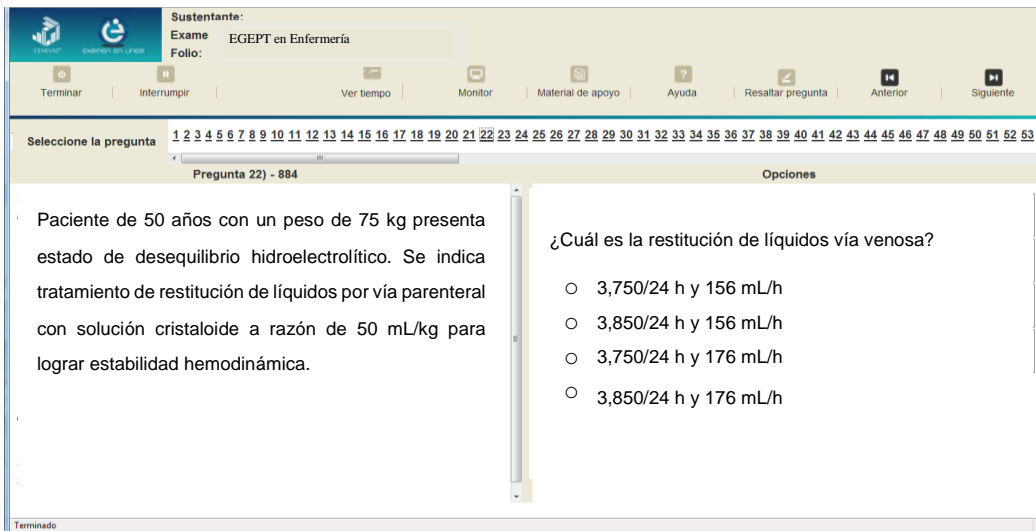 Sustentante:
Exame EGEPT en Enfermería
Folio:
CENEVAL
examen en línea
Terminar Interrumpir Ver tiempo Monitor Material de apoyo Ayuda Resaltar pregunta Anterior Siguiente
Seleccione la pregunta 1 2 3 4 5 6 7 8 9 10 11 12 13 14 15 16 17 18 19 20 21 22 23 24 25 26 27 28 29 30 31 32 33 34 35 36 37 38 39 40 41 42 43 44 45 46 47 48 49 50 51 52 53
Pregunta 22) - 884
Paciente de 50 años con un peso de 75 kg presenta
estado de desequilibrio hidroelectrolítico. Se indica
tratamiento de restitución de líquidos por vía parenteral
con solución cristaloide a razón de 50 mL/kg para
lograr estabilidad hemodinámica.
Opciones
¿Cuál es la restitución de líquidos vía venosa?
3,750/24 h y 156 mL/h
3,850/24 h y 156 mL/h
3,750/24 h y 176 mL/h
3,850/24 h y 176 mL/h
Terminado